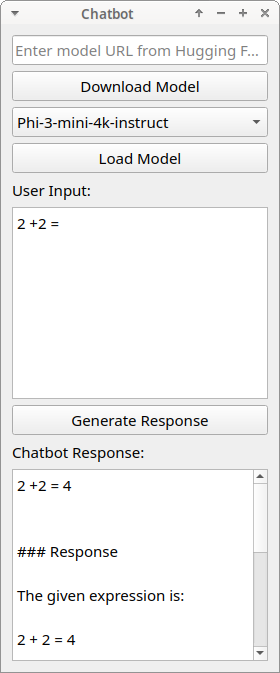 Chatbot
Enter model URL from Hugging F...
Download Model
Phi-3-mini-4k-instruct
Load Model
User Input:
2 +2 =
Generate Response
Chatbot Response:
2 +2 = 4
### Response
The given expression is:
2 + 2 = 4